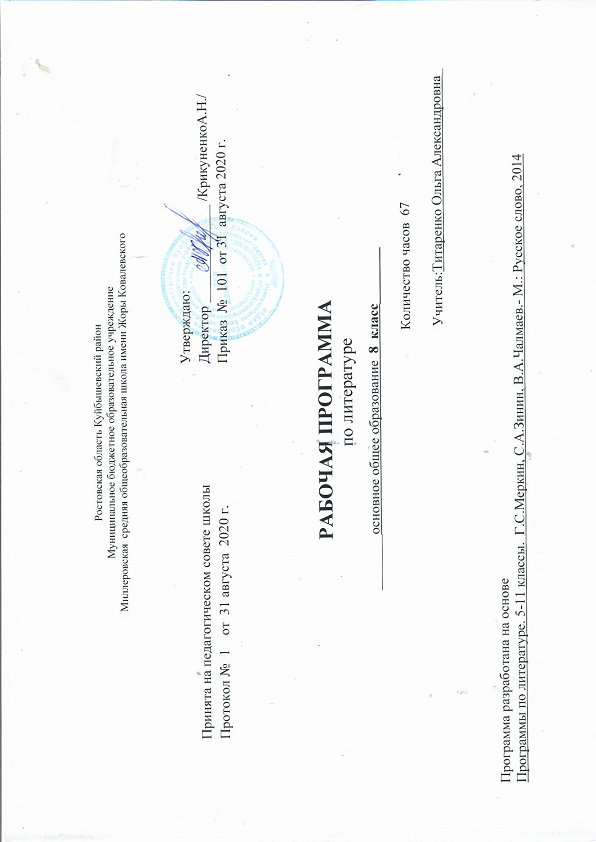 Ростовская область Куйбышевский район
Муниципальное бюджетное образовательное учреждение
Миллеровская средняя общеобразовательная школа имени Жоры Ковалевского
Принята на педагогическом совете школы
Протокол № 1 от 31 августа 2020 г.
Утверждаю:
Директор /КрикуненкоА.Н./
Приказ № 101 от 31 августа 2020 г.
РАБОЧАЯ ПРОГРАММА
по литературе
основное общее образование 8 класс
Количество часов 67
Учитель:Титаренко Ольга Александровна
Программа разработана на основе
Программы по литературе. 5-11 классы. Г.С.Меркин, С.А.Зинин, В.А.Чалмаев.- М.: Русское слово, 2014